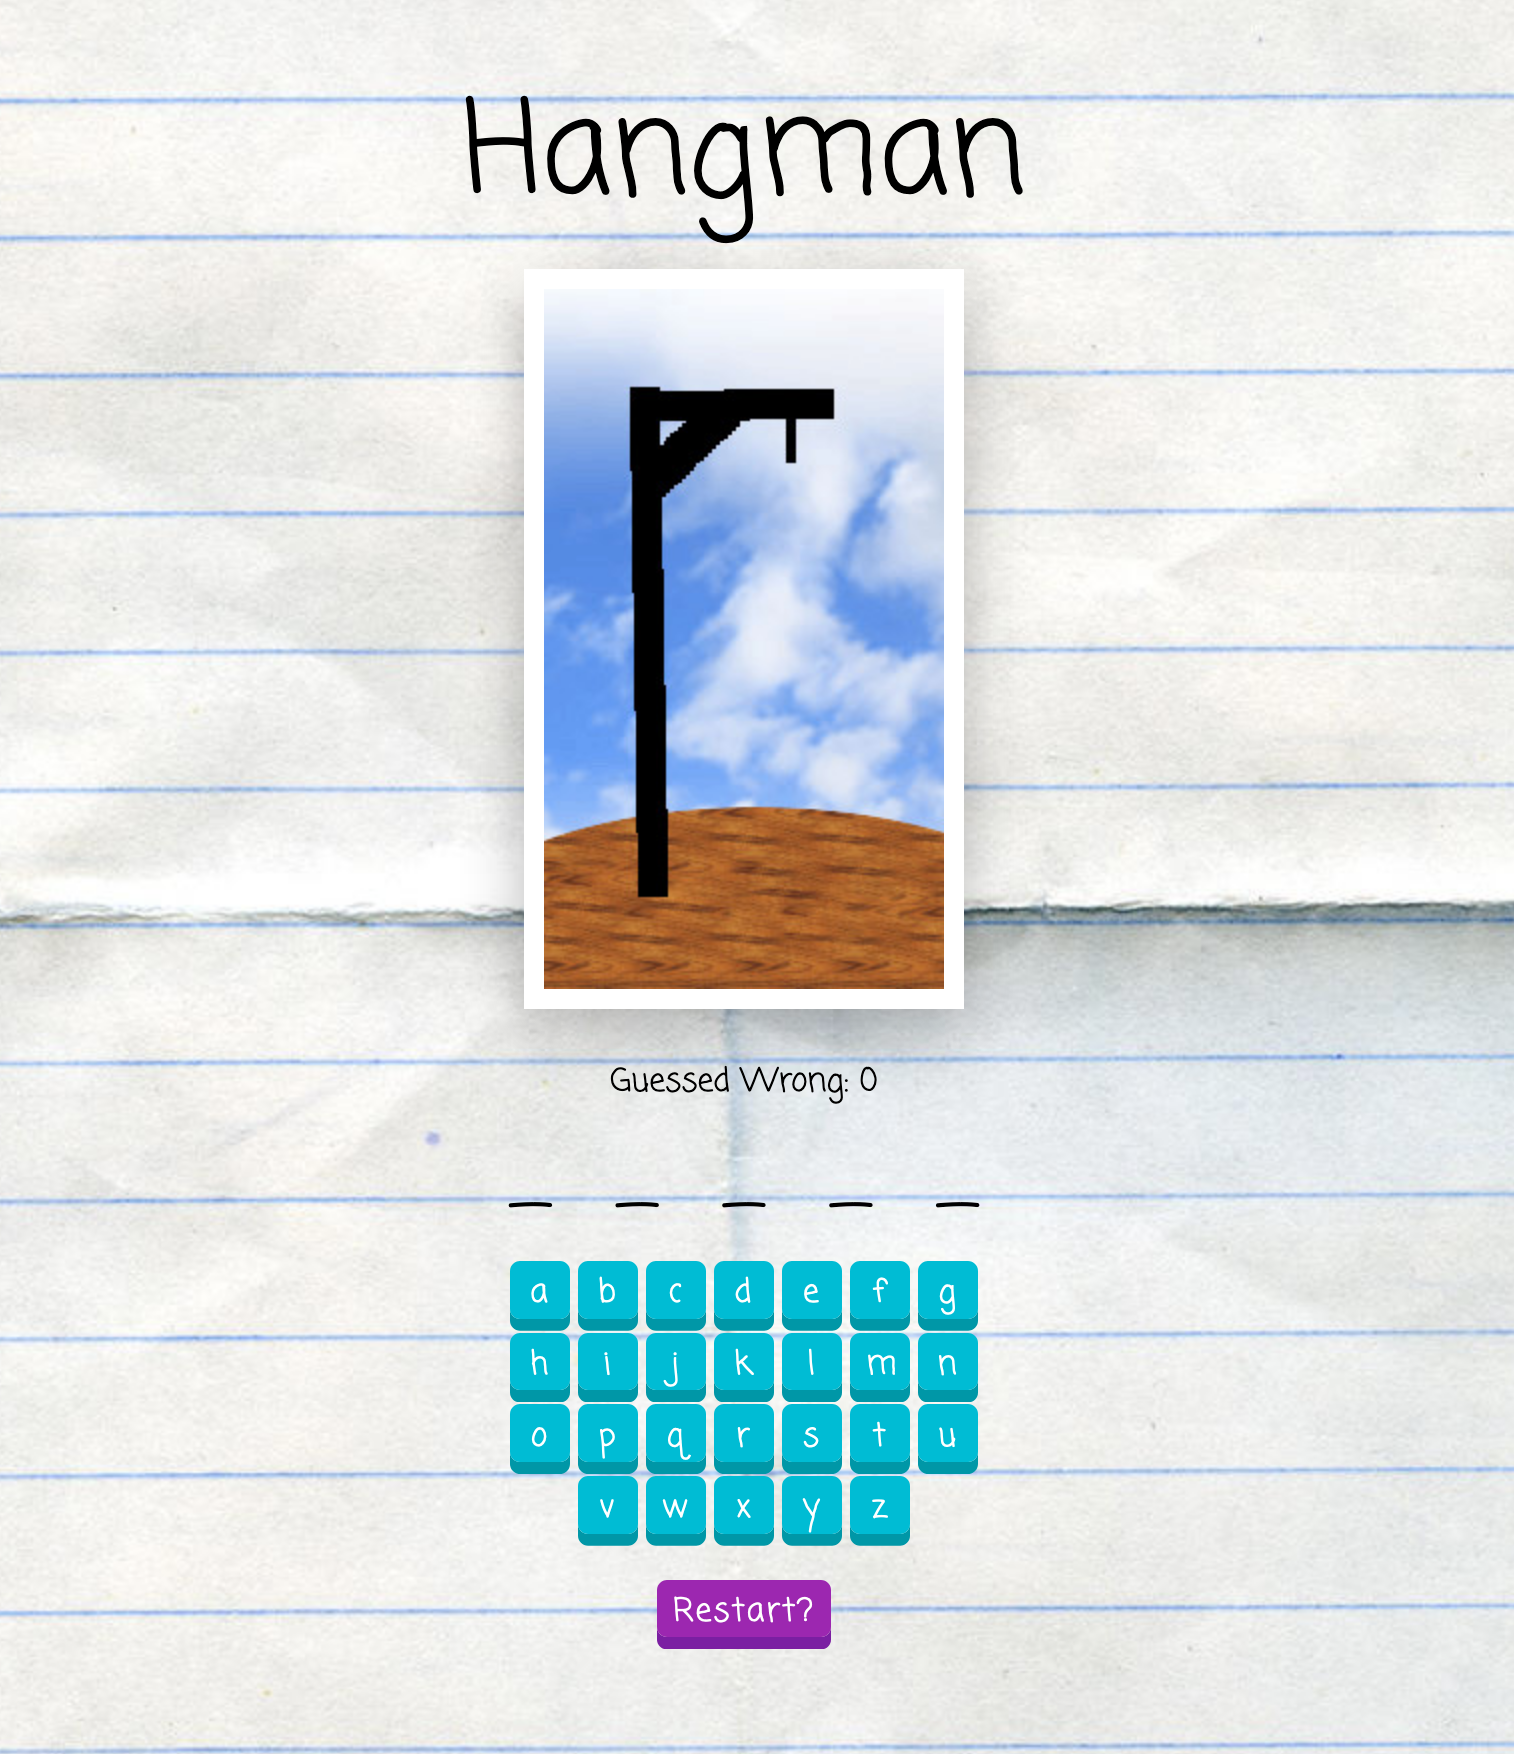 Hangman
Guessed Wrong: 0
_ _ _ _ _
a b c d e f g
h i j k l m n
o p q r s t u
v w x y z
Restart?